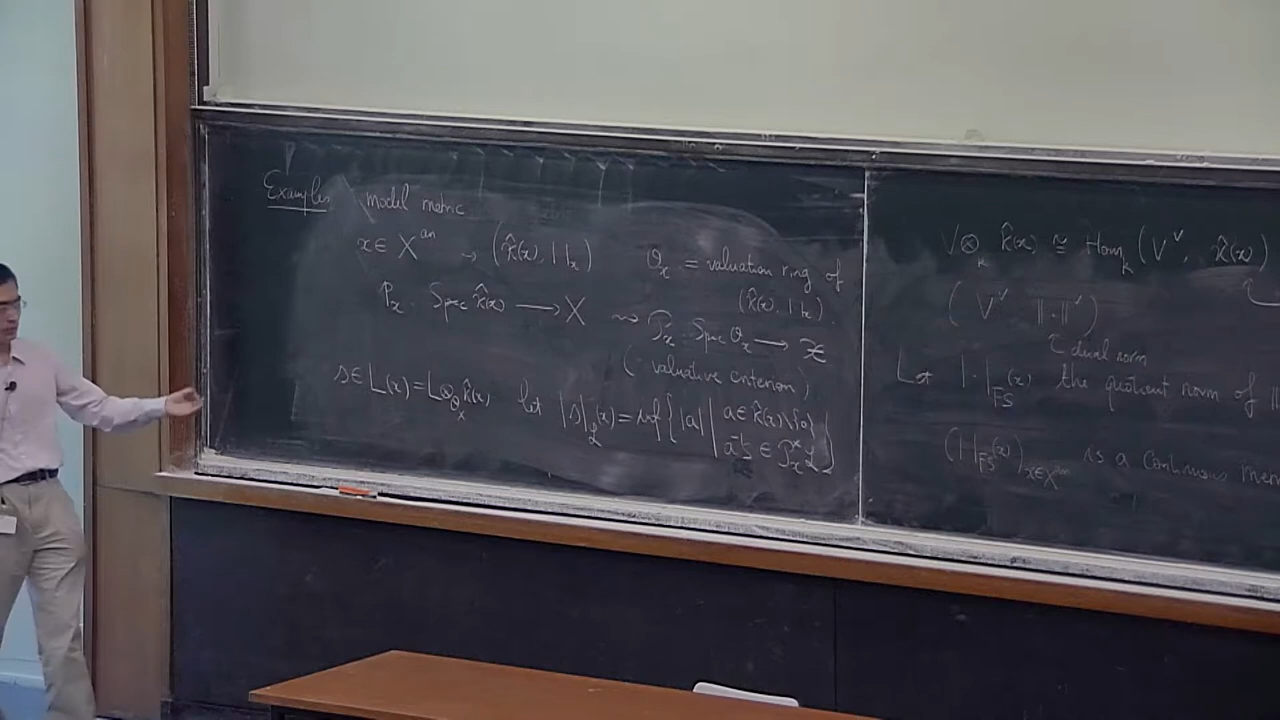 Examples model metric
x ∈ X^an ⇝ (κ̂(x), | |_x)
O_x = valuation ring of
(κ̂(x), | |_x)
P_x : Spec κ̂(x) ⟶ X ⇝ 𝒫_x : Spec O_x ⟶ 𝒳
(valuative criterion)
s ∈ L(x) = L ⊗_{O_x} κ̂(x) let |s|_ℒ(x) = inf { |a| | a ∈ κ̂(x)\{0}
a⁻¹s ∈ 𝒫_x^* ℒ }
V ⊗_k κ̂(x) ≅ Hom_k (V^∨, κ̂(x))
(V^∨, ‖·‖^∨)
dual norm
Let |·|_FS(x) the quotient norm of
(| |_FS(x))_{x∈X^an} is a continuous